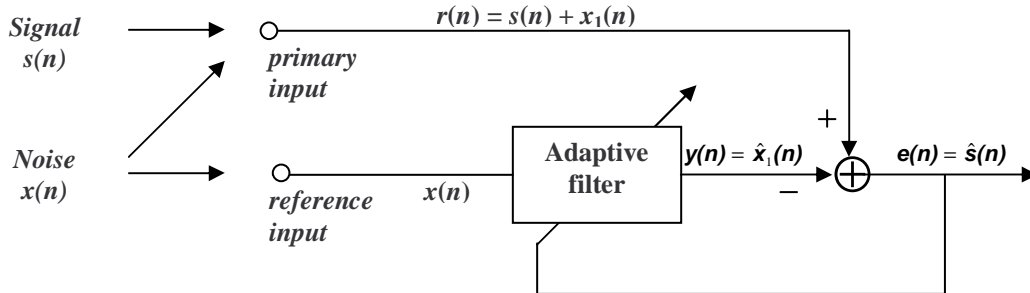 r(n) = s(n) + x₁(n)
Signal
s(n)
primary
input
+
Noise
x(n)
Adaptive
filter
y(n) = x̂₁(n)
−
e(n) = ŝ(n)
x(n)
reference
input